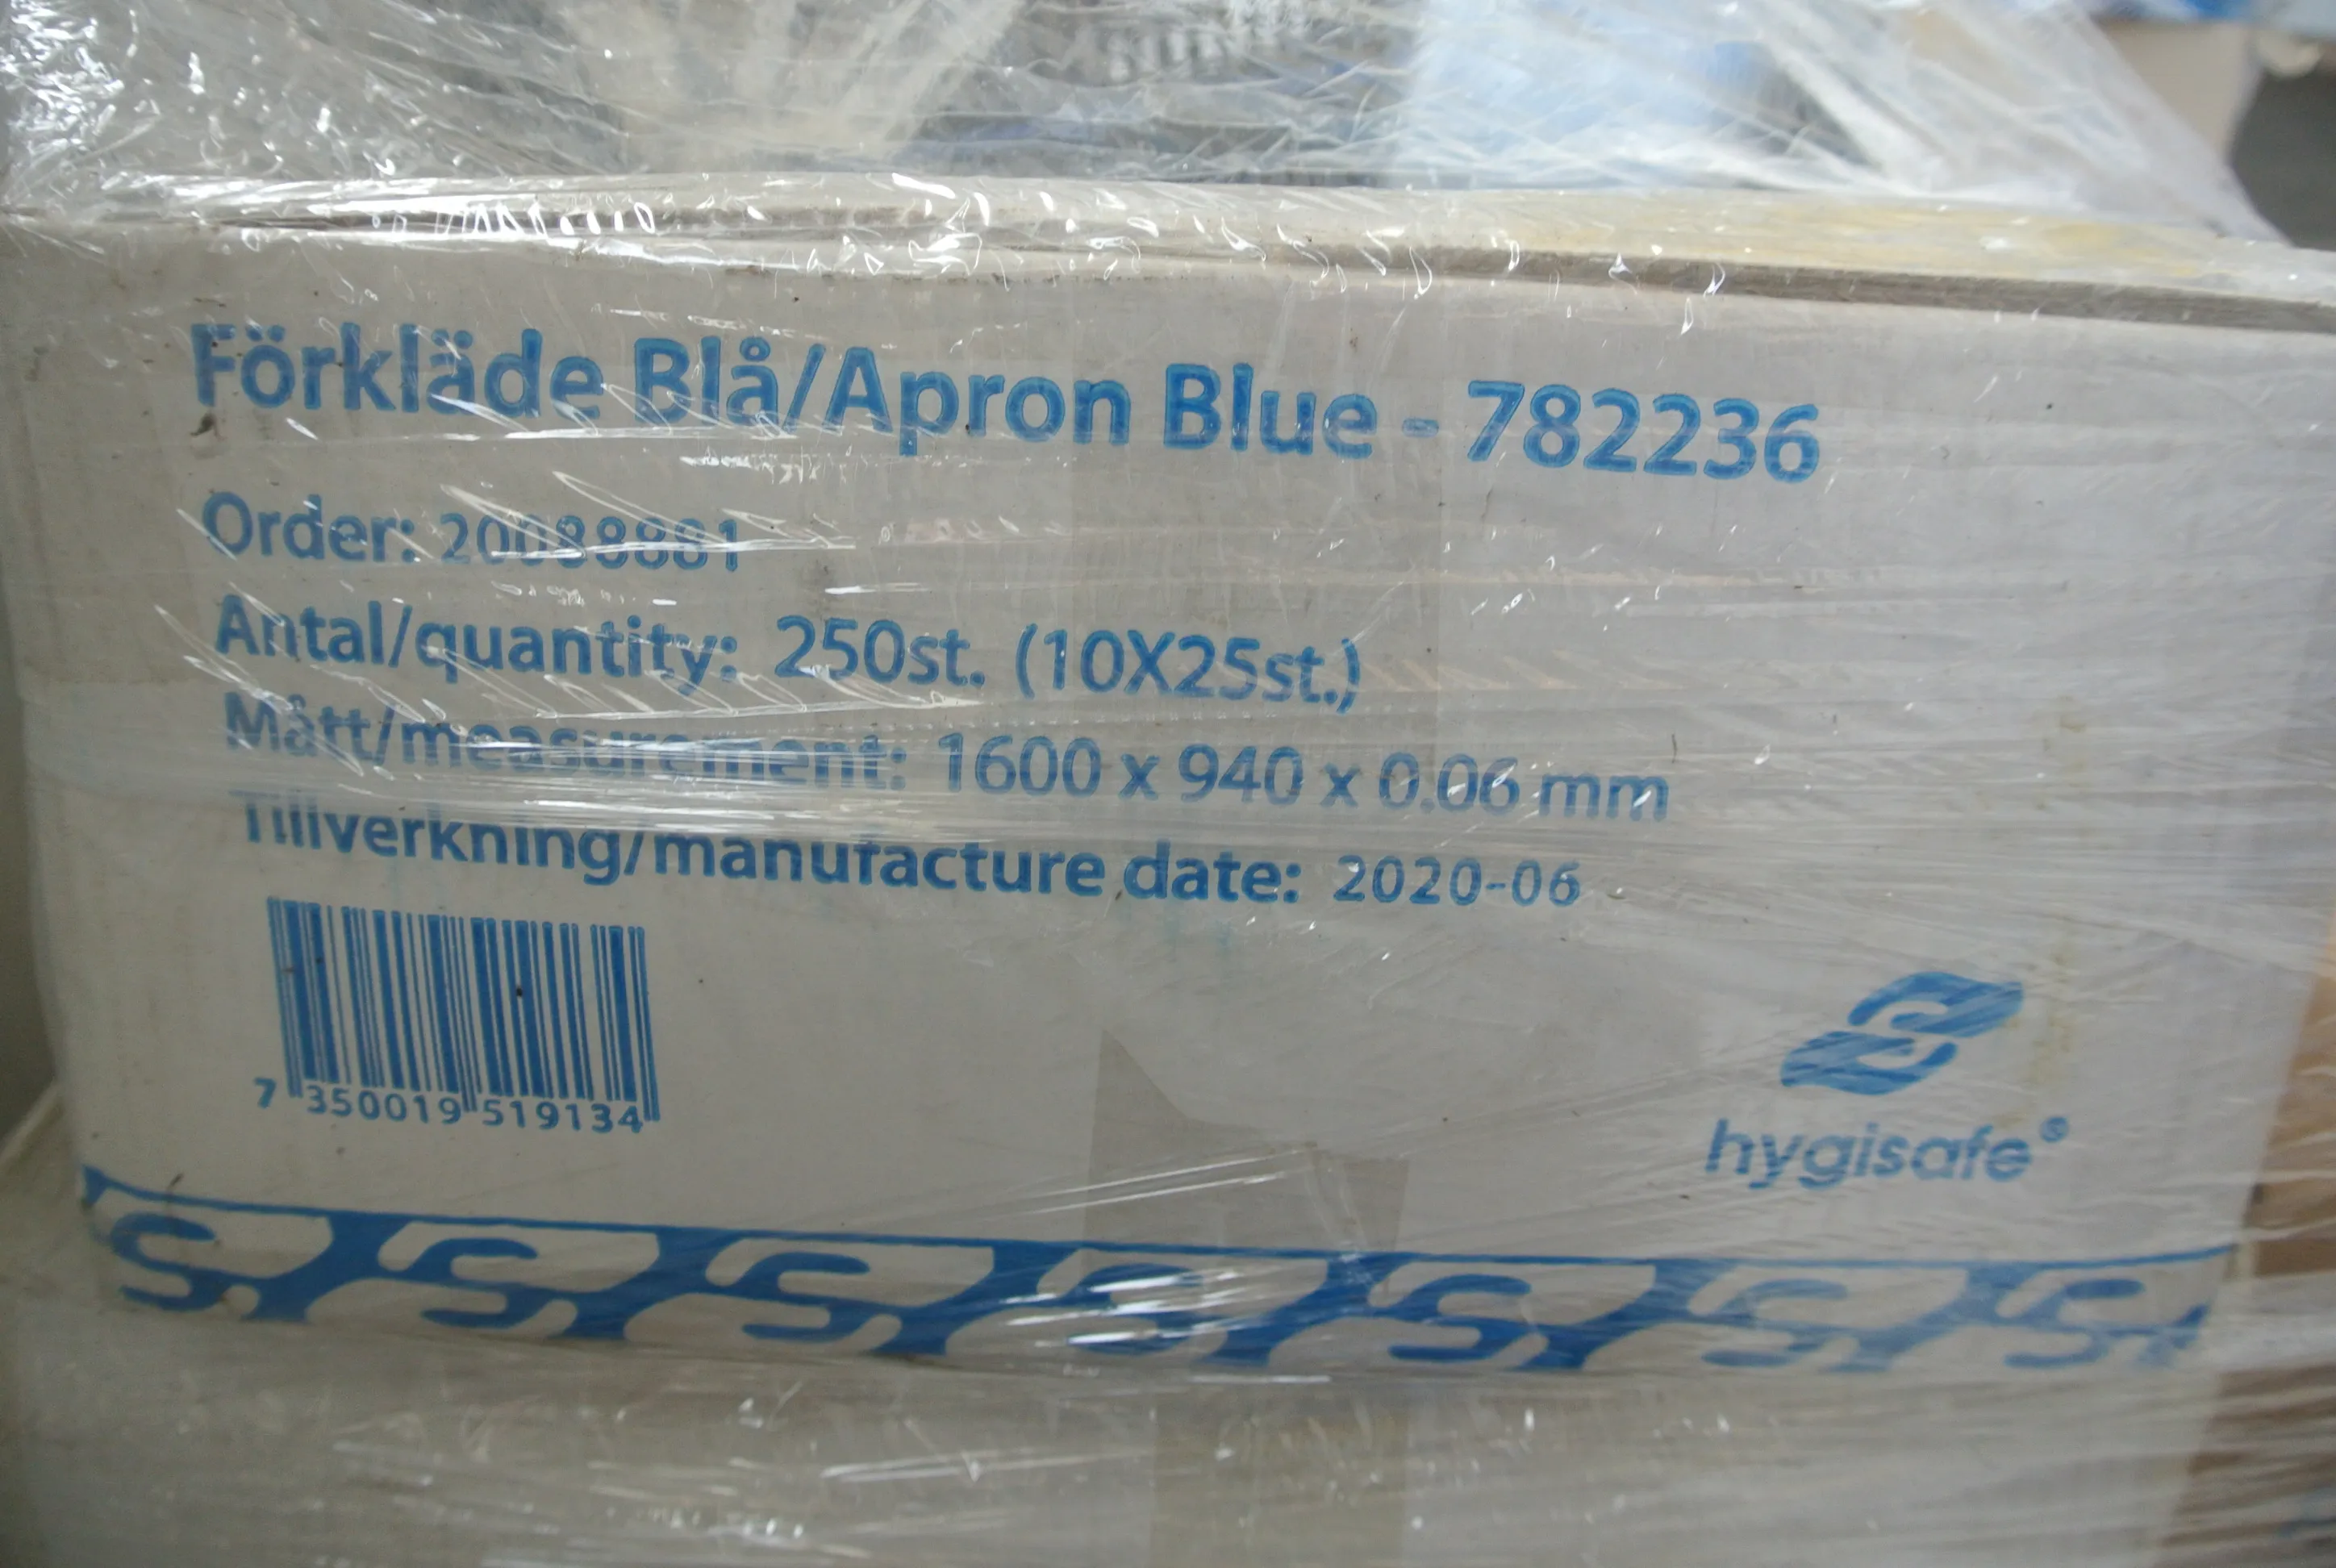 Förkläde Blå/Apron Blue - 782236
Order: 20088881
Antal/quantity: 250st. (10X25st.)
Mått/measurement: 1600 x 940 x 0.06 mm
Tillverkning/manufacture date: 2020-06
7 350019 519134
hygisafe®